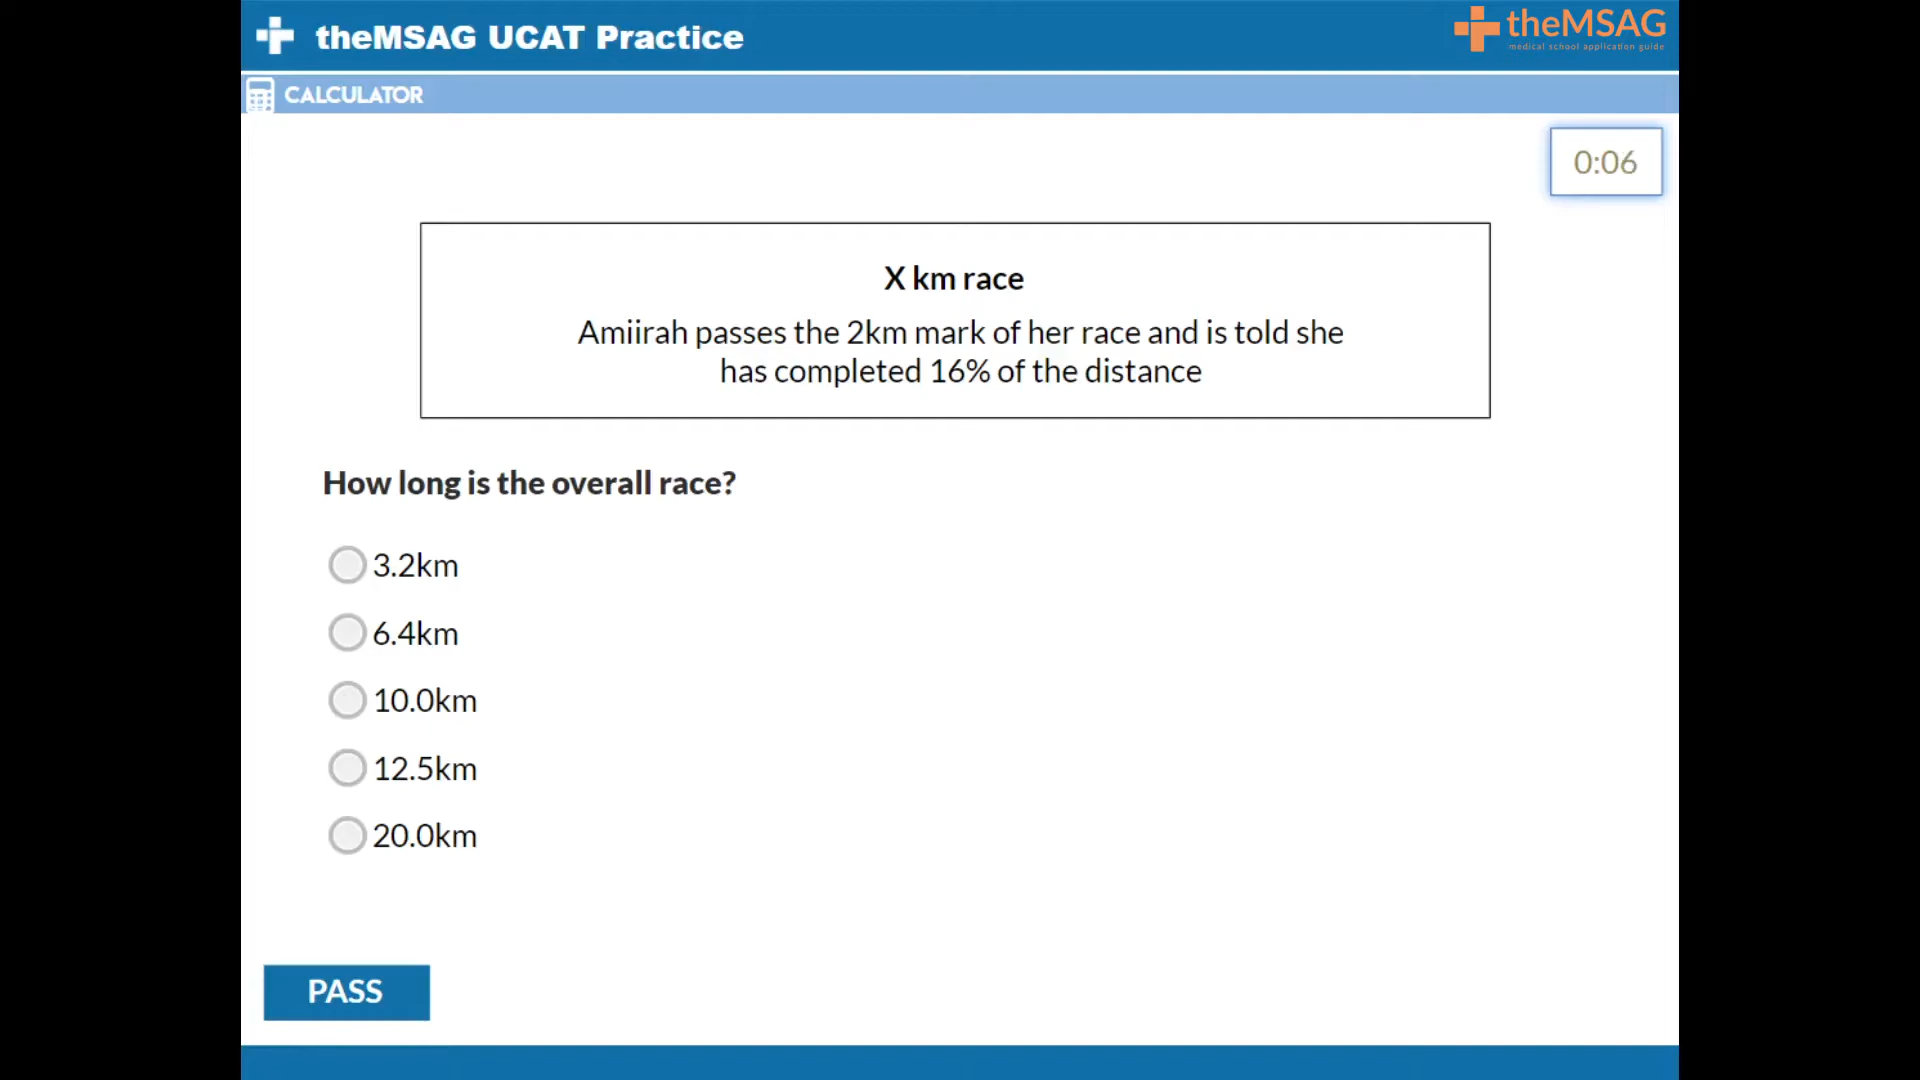 theMSAG UCAT Practice
theMSAG
medical school application guide
CALCULATOR
0:06
X km race
Amiirah passes the 2km mark of her race and is told she
has completed 16% of the distance
How long is the overall race?
3.2km
6.4km
10.0km
12.5km
20.0km
PASS